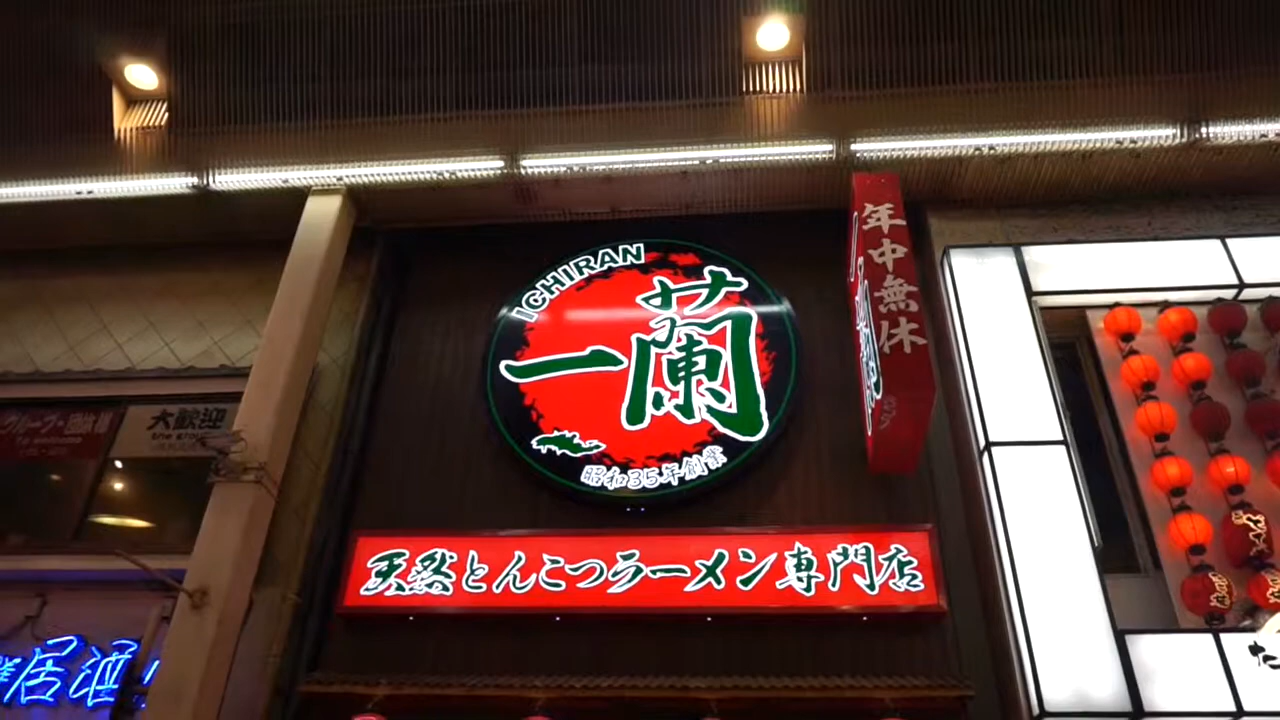 ICHIRAN
一蘭
昭和35年創業
天然とんこつラーメン専門店
年中無休
大歓迎
居酒
た